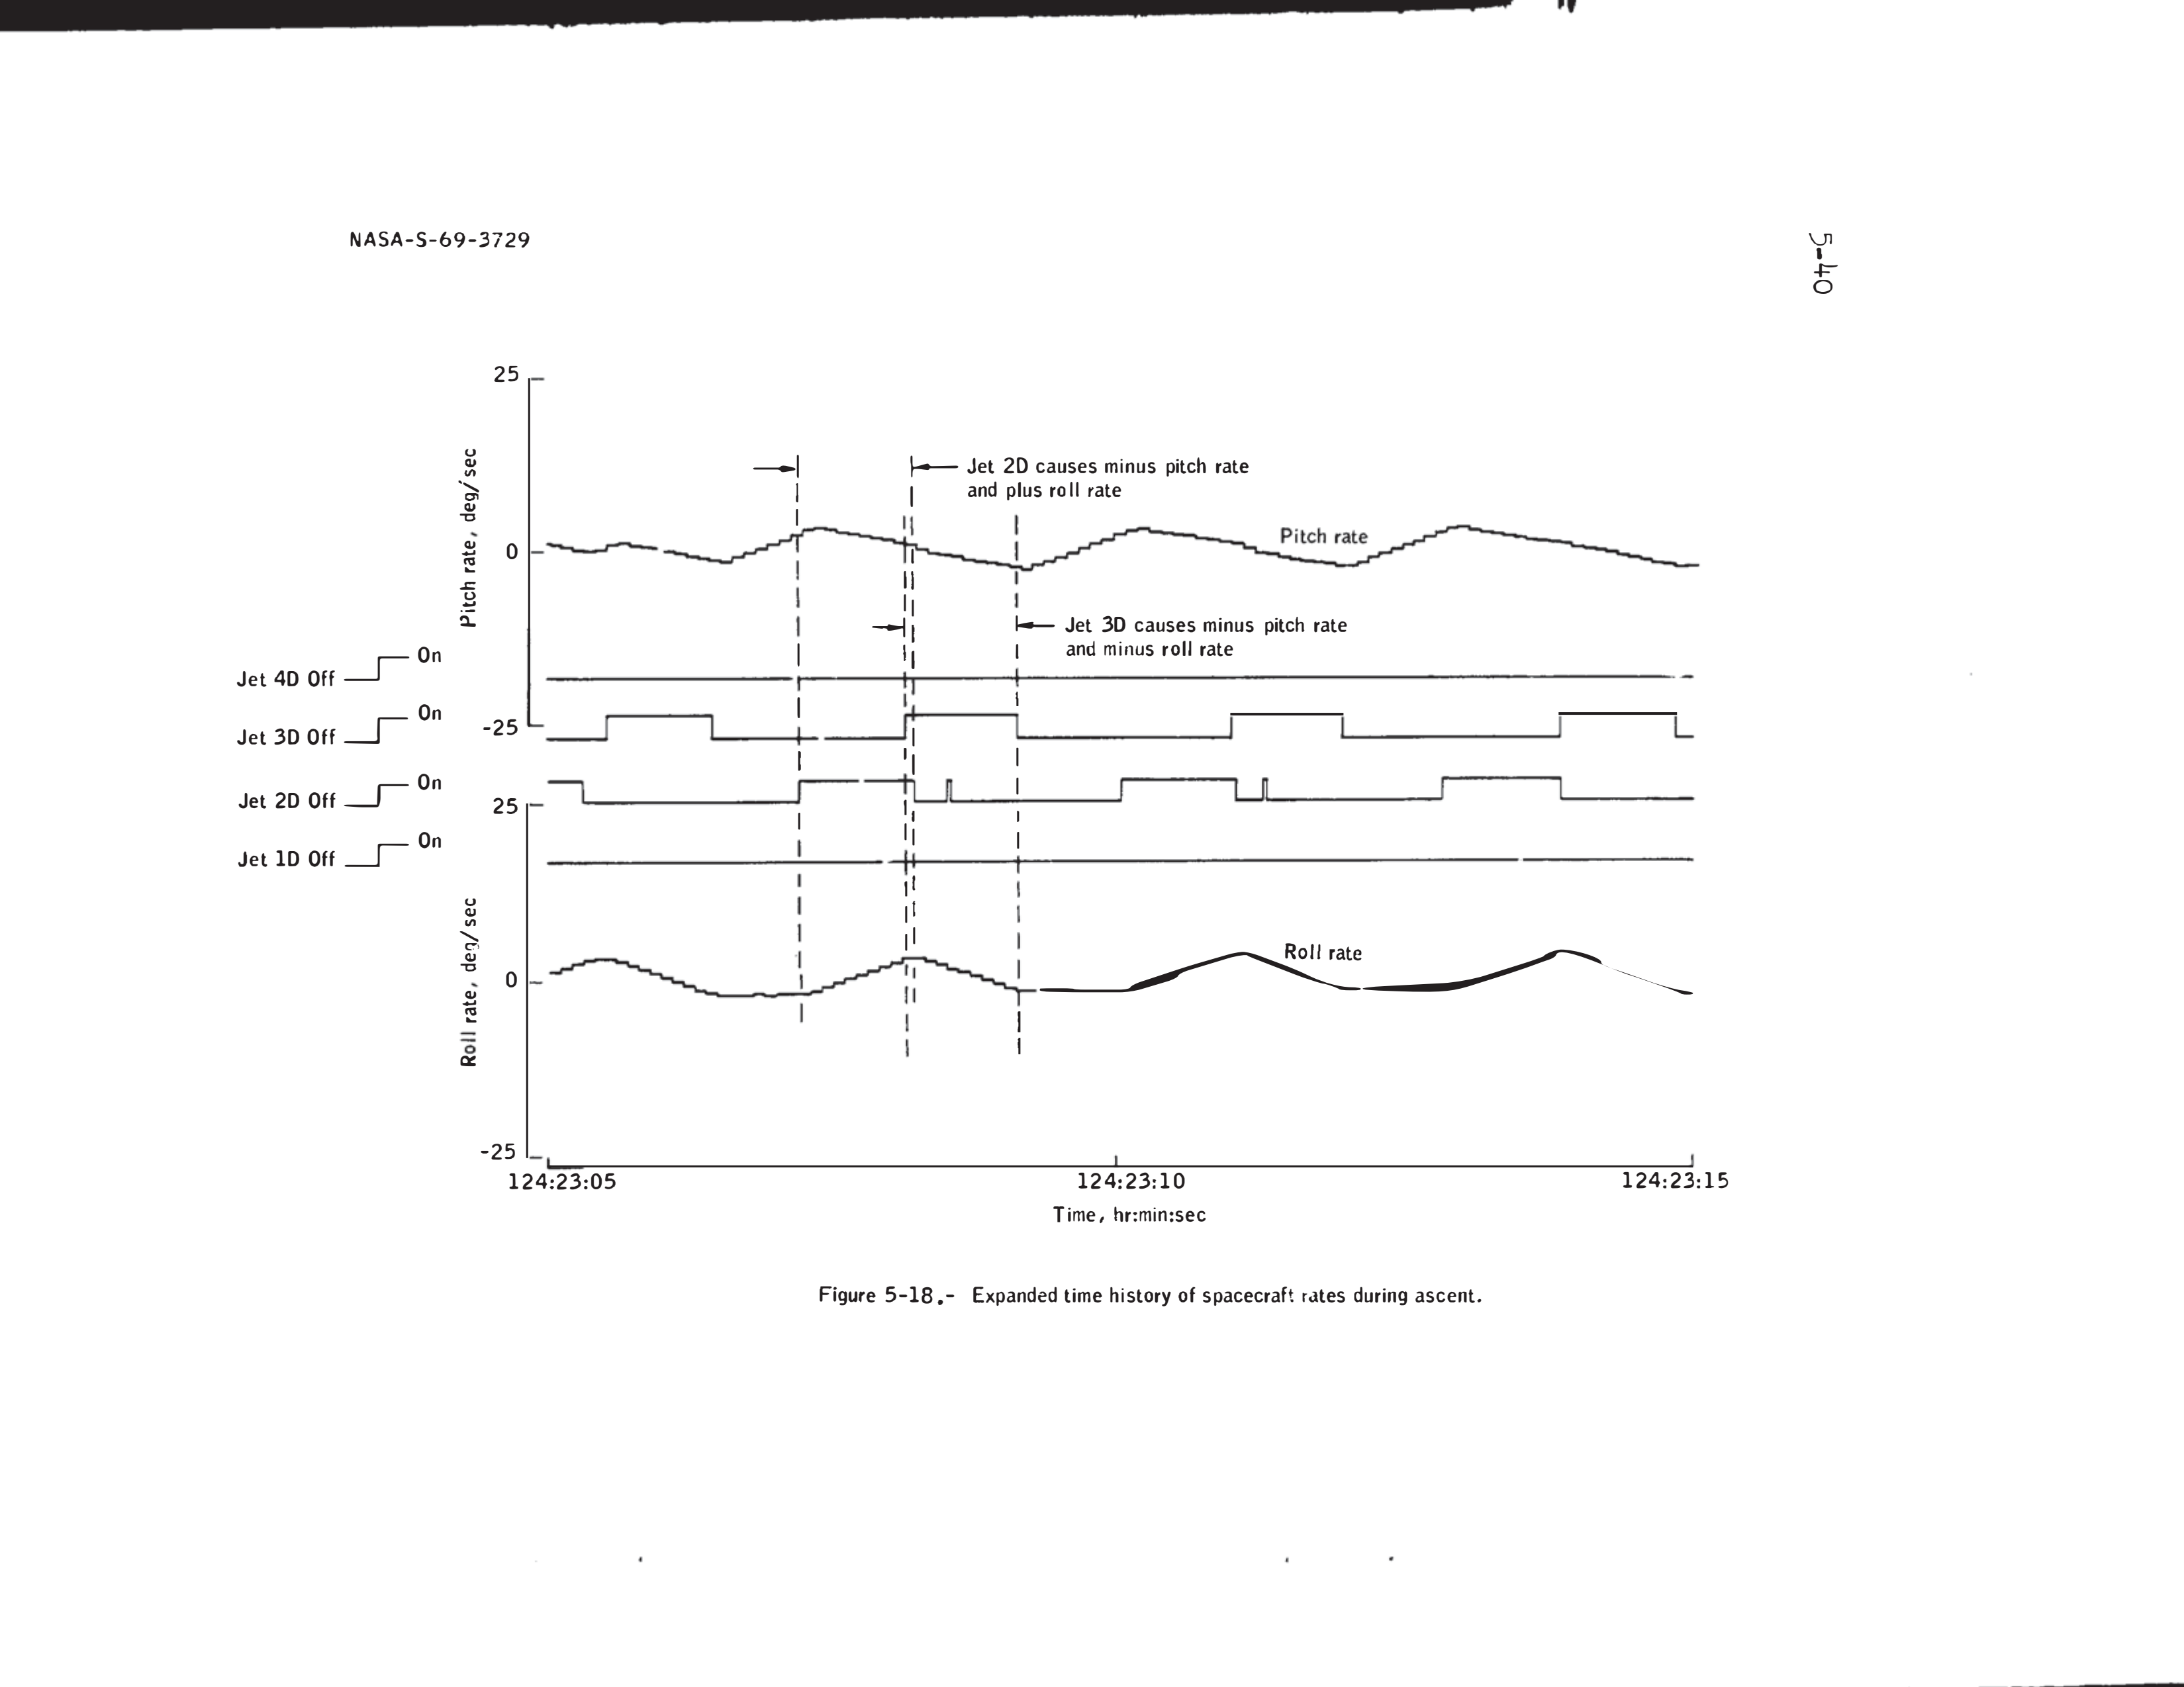 NASA-S-69-3729
5-40
25
Pitch rate, deg/sec
0
-25
Jet 2D causes minus pitch rate
and plus roll rate
Pitch rate
Jet 3D causes minus pitch rate
and minus roll rate
Jet 4D Off On
Jet 3D Off On
Jet 2D Off On
Jet 1D Off On
25
Roll rate, deg/sec
0
-25
Roll rate
124:23:05 124:23:10 124:23:15
Time, hr:min:sec
Figure 5-18.- Expanded time history of spacecraft rates during ascent.